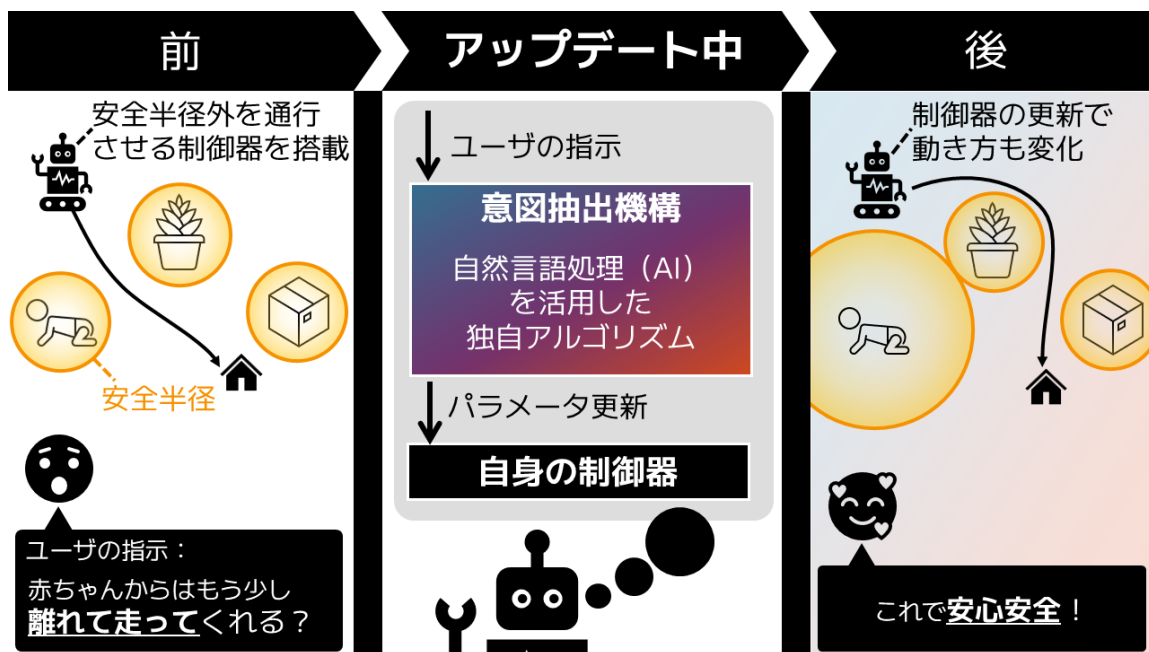 前
アップデート中
後
安全半径外を通行
させる制御器を搭載
安全半径
ユーザの指示：
赤ちゃんからはもう少し
離れて走ってくれる？
ユーザの指示
意図抽出機構
自然言語処理（AI）
を活用した
独自アルゴリズム
パラメータ更新
自身の制御器
制御器の更新で
動き方も変化
これで安心安全！